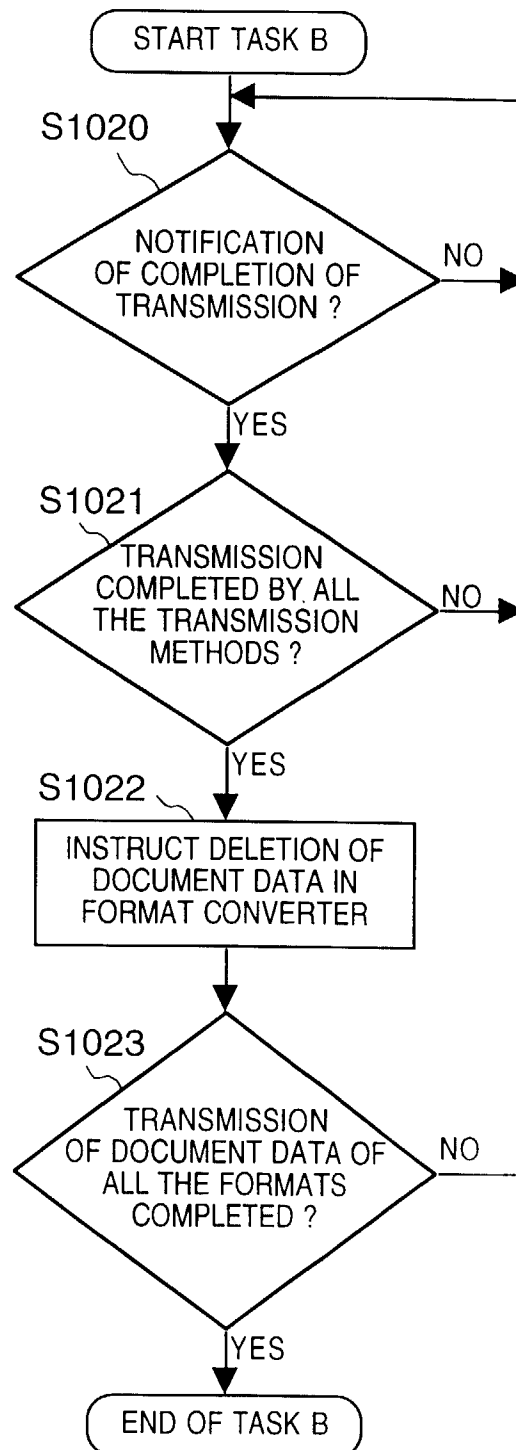 START TASK B
S1020
NOTIFICATION
OF COMPLETION OF
TRANSMISSION ?
NO
YES
S1021
TRANSMISSION
COMPLETED BY ALL
THE TRANSMISSION
METHODS ?
NO
YES
S1022
INSTRUCT DELETION OF
DOCUMENT DATA IN
FORMAT CONVERTER
S1023
TRANSMISSION
OF DOCUMENT DATA OF
ALL THE FORMATS
COMPLETED ?
NO
YES
END OF TASK B